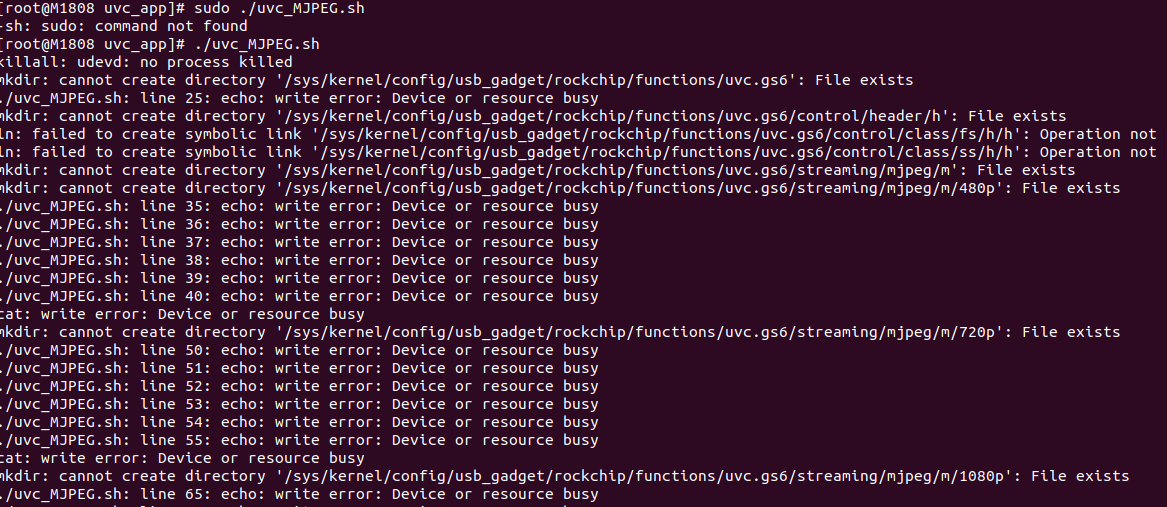 [root@M1808 uvc_app]# sudo ./uvc_MJPEG.sh
-sh: sudo: command not found
[root@M1808 uvc_app]# ./uvc_MJPEG.sh
killall: udevd: no process killed
mkdir: cannot create directory '/sys/kernel/config/usb_gadget/rockchip/functions/uvc.gs6': File exists
./uvc_MJPEG.sh: line 25: echo: write error: Device or resource busy
mkdir: cannot create directory '/sys/kernel/config/usb_gadget/rockchip/functions/uvc.gs6/control/header/h': File exists
ln: failed to create symbolic link '/sys/kernel/config/usb_gadget/rockchip/functions/uvc.gs6/control/class/fs/h/h': Operation not
ln: failed to create symbolic link '/sys/kernel/config/usb_gadget/rockchip/functions/uvc.gs6/control/class/ss/h/h': Operation not
mkdir: cannot create directory '/sys/kernel/config/usb_gadget/rockchip/functions/uvc.gs6/streaming/mjpeg/m': File exists
mkdir: cannot create directory '/sys/kernel/config/usb_gadget/rockchip/functions/uvc.gs6/streaming/mjpeg/m/480p': File exists
./uvc_MJPEG.sh: line 35: echo: write error: Device or resource busy
./uvc_MJPEG.sh: line 36: echo: write error: Device or resource busy
./uvc_MJPEG.sh: line 37: echo: write error: Device or resource busy
./uvc_MJPEG.sh: line 38: echo: write error: Device or resource busy
./uvc_MJPEG.sh: line 39: echo: write error: Device or resource busy
./uvc_MJPEG.sh: line 40: echo: write error: Device or resource busy
cat: write error: Device or resource busy
mkdir: cannot create directory '/sys/kernel/config/usb_gadget/rockchip/functions/uvc.gs6/streaming/mjpeg/m/720p': File exists
./uvc_MJPEG.sh: line 50: echo: write error: Device or resource busy
./uvc_MJPEG.sh: line 51: echo: write error: Device or resource busy
./uvc_MJPEG.sh: line 52: echo: write error: Device or resource busy
./uvc_MJPEG.sh: line 53: echo: write error: Device or resource busy
./uvc_MJPEG.sh: line 54: echo: write error: Device or resource busy
./uvc_MJPEG.sh: line 55: echo: write error: Device or resource busy
cat: write error: Device or resource busy
mkdir: cannot create directory '/sys/kernel/config/usb_gadget/rockchip/functions/uvc.gs6/streaming/mjpeg/m/1080p': File exists
./uvc_MJPEG.sh: line 65: echo: write error: Device or resource busy